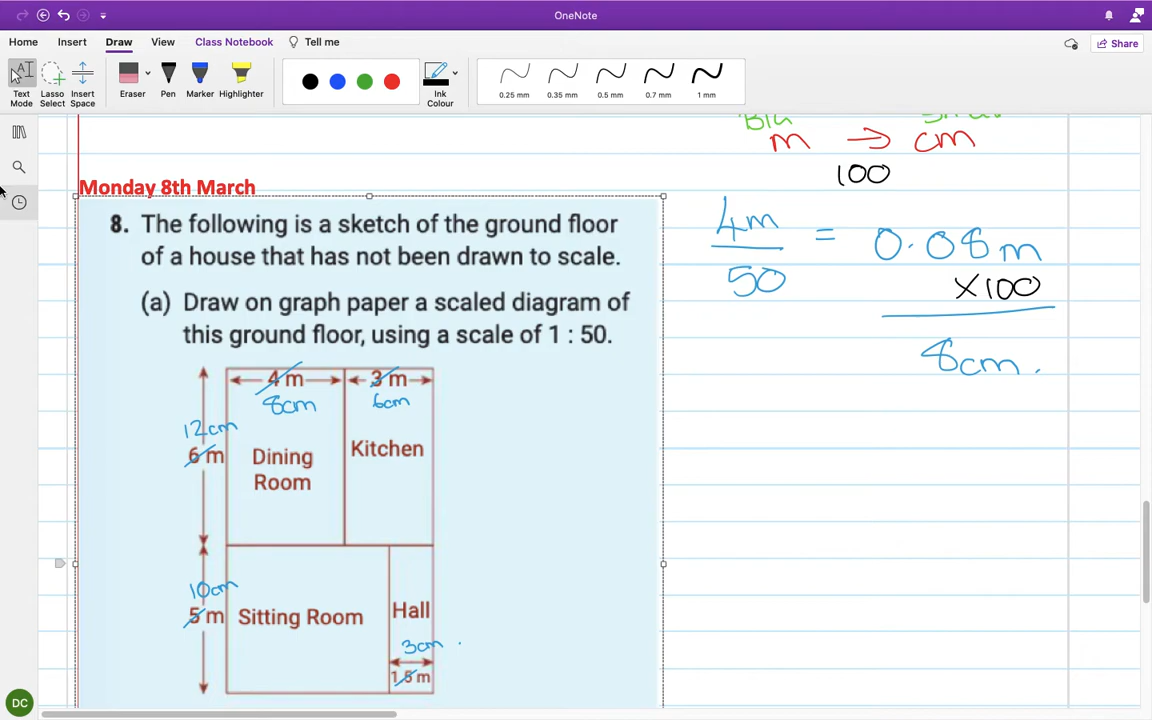 OneNote
Home Insert Draw View Class Notebook Tell me Share
Text Mode
Lasso Select
Insert Space
Eraser
Pen
Marker
Highlighter
Ink Colour
0.25 mm 0.35 mm 0.5 mm 0.7 mm 1 mm
m → cm
100
Monday 8th March
8. The following is a sketch of the ground floor
of a house that has not been drawn to scale.
(a) Draw on graph paper a scaled diagram of
this ground floor, using a scale of 1 : 50.
4 m 3 m
8cm 6cm
12cm
6 m
Dining
Room
Kitchen
10cm
5 m
Sitting Room
Hall
3cm
1.5 m
4m
50
= 0.08m
×100
8cm.
DC